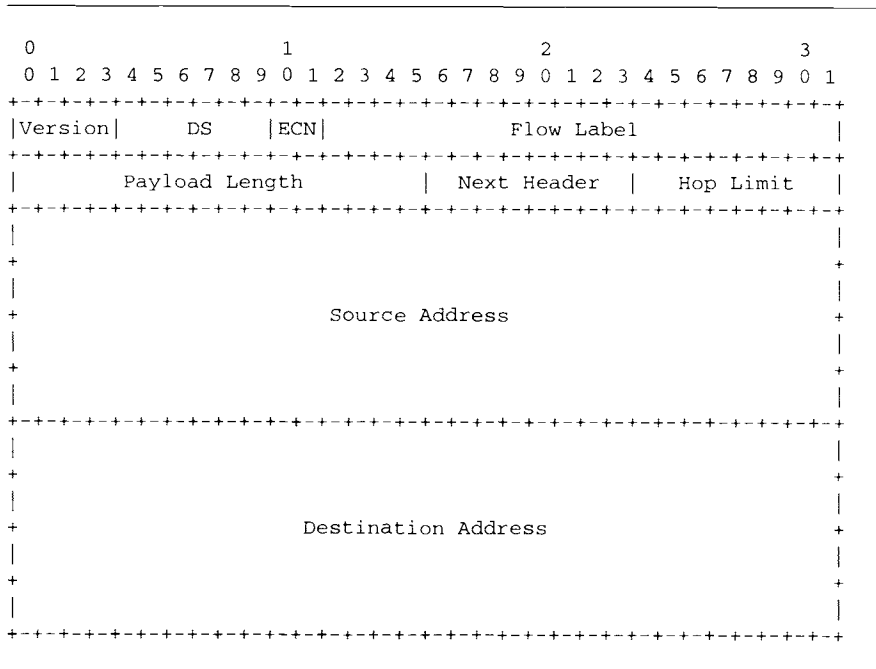 0                   1                   2                   3
0 1 2 3 4 5 6 7 8 9 0 1 2 3 4 5 6 7 8 9 0 1 2 3 4 5 6 7 8 9 0 1
+-+-+-+-+-+-+-+-+-+-+-+-+-+-+-+-+-+-+-+-+-+-+-+-+-+-+-+-+-+-+-+-+
|Version|    DS     |ECN|              Flow Label               |
+-+-+-+-+-+-+-+-+-+-+-+-+-+-+-+-+-+-+-+-+-+-+-+-+-+-+-+-+-+-+-+-+
|        Payload Length         |  Next Header  |   Hop Limit   |
+-+-+-+-+-+-+-+-+-+-+-+-+-+-+-+-+-+-+-+-+-+-+-+-+-+-+-+-+-+-+-+-+
|                                                               |
+                                                               +
|                                                               |
+                        Source Address                         +
|                                                               |
+                                                               +
|                                                               |
+-+-+-+-+-+-+-+-+-+-+-+-+-+-+-+-+-+-+-+-+-+-+-+-+-+-+-+-+-+-+-+-+
|                                                               |
+                                                               +
|                                                               |
+                      Destination Address                      +
|                                                               |
+                                                               +
|                                                               |
+-+-+-+-+-+-+-+-+-+-+-+-+-+-+-+-+-+-+-+-+-+-+-+-+-+-+-+-+-+-+-+-+